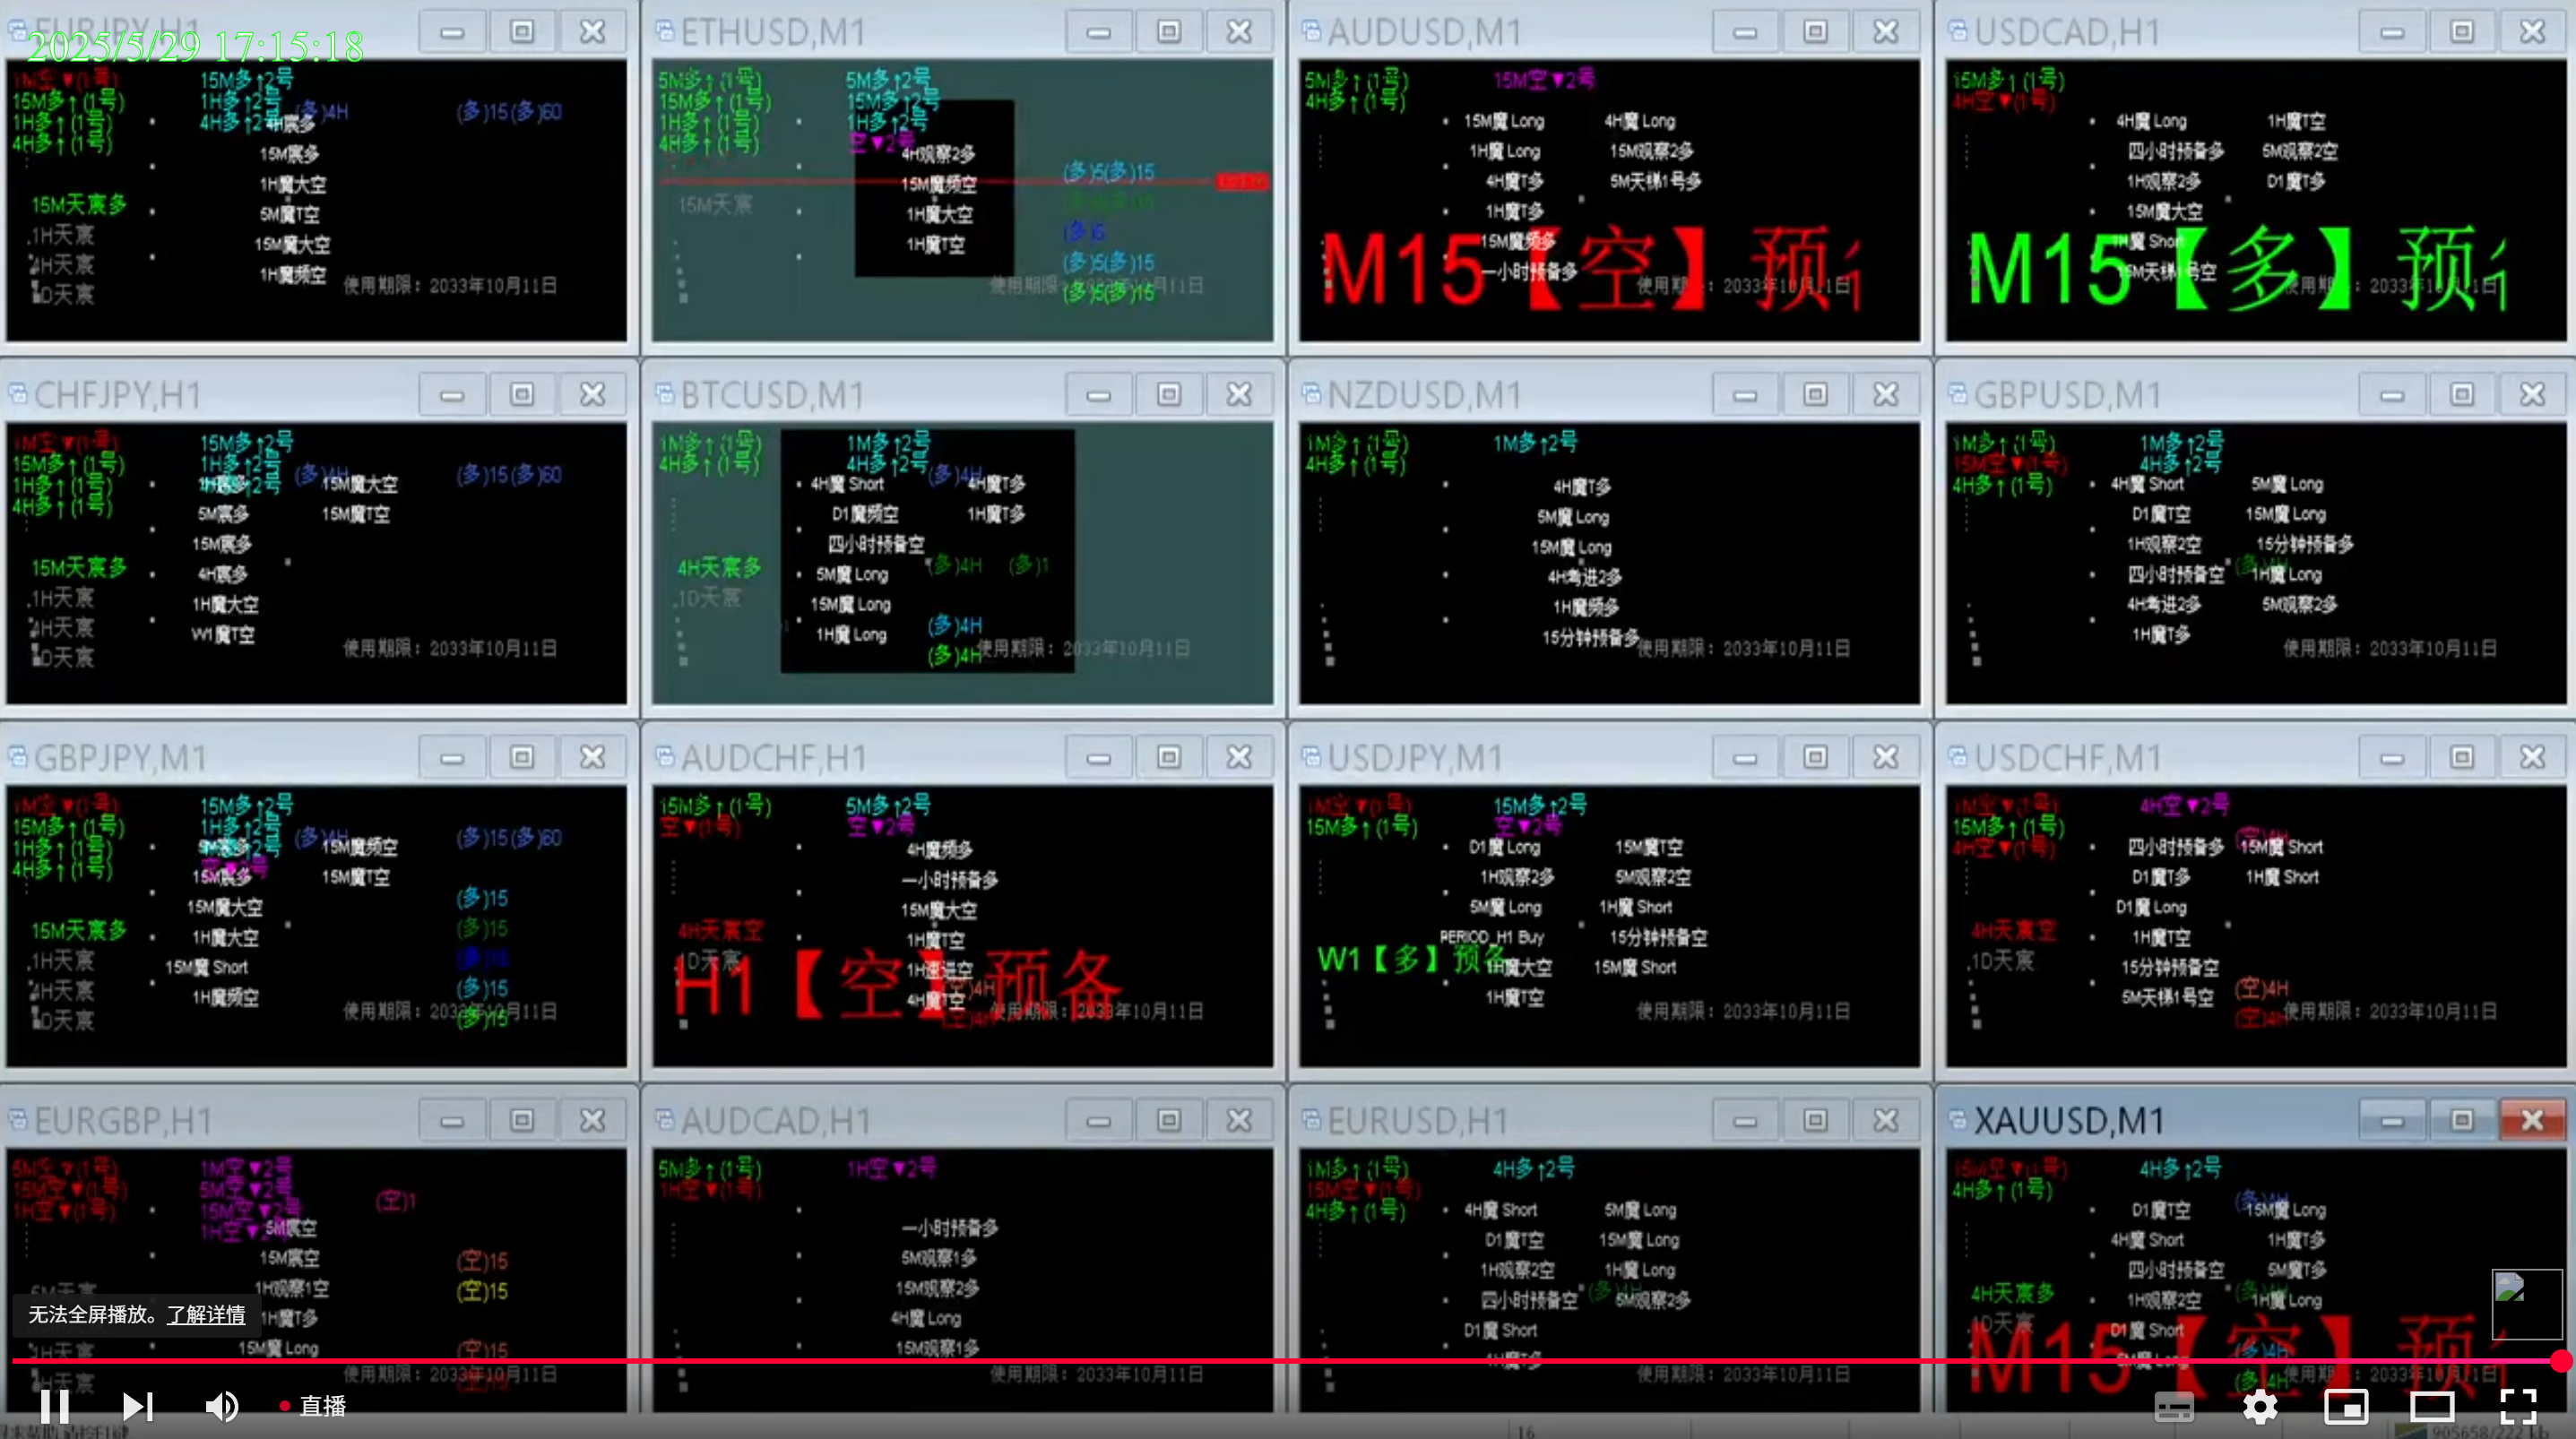 EURJPY,H1
2025/5/29 17:15:18
1M空▼(1号) 15M多↑2号
15M多↑(1号) 1H多↑2号 (多)4H (多)15(多)60
1H多↑(1号) 4H多↑2号 4H宸多
4H多↑(1号)
15M宸多
1H魔大空
15M天宸多 5M魔T空
.1H天宸 15M魔大空
4H天宸 1H魔频空
D天宸 使用期限：2033年10月11日
ETHUSD,M1
5M多↑(1号) 5M多↑2号
15M多↑(1号) 15M多↑2号
1H多↑(1号) 1H多↑2号
4H多↑(1号) 空▼2号
4H观察2多
(多)5(多)15
15M魔频空
15M天宸 1H魔大空
(多)5
1H魔T空
(多)5(多)15
使用期限：2033年10月11日
(多)5(多)15
AUDUSD,M1
5M多↑(1号) 15M空▼2号
4H多↑(1号)
15M魔 Long 4H魔 Long
1H魔 Long 15M观察2多
4H魔T多 5M天梯1号多
1H魔T多
15M魔频多
M15【空】预
一小时预备多 使用期：2033年10月11日
USDCAD,H1
15M多↑(1号)
4H空▼(1号)
4H魔 Long 1H魔T空
四小时预备多 5M观察2空
1H观察2多 D1魔T多
15M魔大空
1H魔 Short
M15【多】预
15M天梯1号空 使用期：2033年10月11日
CHFJPY,H1
1M空▼(1号) 15M多↑2号
15M多↑(1号) 1H多↑2号 (多)4H (多)15(多)60
1H多↑(1号) 1H宸多 15M魔大空
4H多↑(1号) 5M宸多 15M魔T空
15M宸多
15M天宸多 4H宸多
.1H天宸 1H魔大空
4H天宸 W1魔T空
D天宸 使用期限：2033年10月11日
BTCUSD,M1
1M多↑(1号) 1M多↑2号
4H多↑(1号) 4H多↑2号 (多)4H
4H魔 Short 4H魔T多
D1魔频空 1H魔T多
四小时预备空
4H天宸多 5M魔 Long (多)4H (多)1
.1D天宸 15M魔 Long
1H魔 Long (多)4H
(多)4H 使用期限：2033年10月11日
NZDUSD,M1
1M多↑(1号) 1M多↑2号
4H多↑(1号)
4H魔T多
5M魔 Long
15M魔 Long
4H考进2多
1H魔频多
15分钟预备多 使用期限：2033年10月11日
GBPUSD,M1
1M多↑(1号) 1M多↑2号
15M空▼(1号) 4H多↑2号
4H多↑(1号) 4H魔 Short 5M魔 Long
D1魔T空 15M魔 Long
1H观察2空 15分钟预备多
四小时预备空 1H魔 Long
4H考进2多 5M观察2多
1H魔T多
使用期限：2033年10月11日
GBPJPY,M1
1M空▼(1号) 15M多↑2号
15M多↑(1号) 1H多↑2号 (多)4H (多)15(多)60
1H多↑(1号) 5M宸多 15M魔频空
4H多↑(1号) 空▼2号
15M宸多 15M魔T空
15M魔大空 (多)15
15M天宸多 1H魔大空 (多)15
.1H天宸 15M魔 Short (多)15
4H天宸 1H魔频空 (多)15
D天宸 使用期限：2033年10月11日
(多)15
AUDCHF,H1
15M多↑(1号) 5M多↑2号
空▼(1号) 空▼2号
4H魔频多
一小时预备多
15M魔大空
4H天宸空 1H魔T空
.1D天宸 1H速进空
H1【空】预备
4H魔T空 (空)4H
(空)4H 使用期限：2033年10月11日
USDJPY,M1
1M空▼(1号) 15M多↑2号
15M多↑(1号) 空▼2号
D1魔 Long 15M魔T空
1H观察2多 5M观察2空
5M魔 Long 1H魔 Short
PERIOD_H1 Buy 15分钟预备空
W1【多】预备
1H魔大空 15M魔 Short
1H魔T空
使用期限：2033年10月11日
USDCHF,M1
1M空▼(1号) 4H空▼2号
15M多↑(1号)
4H空▼(1号) (空)4H
四小时预备多 15M魔 Short
D1魔T多 1H魔 Short
D1魔 Long
4H天宸空 1H魔T空
.1D天宸 15分钟预备空
5M天梯1号空 (空)4H
(空)4H 使用期限：2033年10月11日
EURGBP,H1
5M空▼(1号) 1M空▼2号
15M空▼(1号) 5M空▼2号
1H空▼(1号) 15M空▼2号 (空)1
1H空▼2号 5M宸空
15M宸空 (空)15
5M天宸 1H观察1空 (空)15
1H魔T多
1H天宸 15M魔 Long (空)15
4H天宸 使用期限：2033年10月11日
AUDCAD,H1
5M多↑(1号) 1H空▼2号
1H空▼(1号)
一小时预备多
5M观察1多
15M观察2多
4H魔 Long
15M观察1多
使用期限：2033年10月11日
EURUSD,H1
1M多↑(1号) 4H多↑2号
15M空▼(1号)
4H多↑(1号) 4H魔 Short 5M魔 Long
D1魔T空 15M魔 Long
1H观察2空 1H魔 Long
四小时预备空 5M观察2多
D1魔 Short
1H魔T多
使用期限：2033年10月11日
XAUUSD,M1
15M空▼(1号) 4H多↑2号
4H多↑(1号)
D1魔T空 (多)4H 15M魔 Long
4H魔 Short 1H魔T多
四小时预备空 5M魔T多
4H天宸多 1H观察2空 1H魔 Long
.1D天宸 D1魔 Short
M15【空】预
5M魔 Long (多)4H
(多)4H 使用期限：2033年10月11日
无法全屏播放。了解详情
直播
16
905658/222 kb